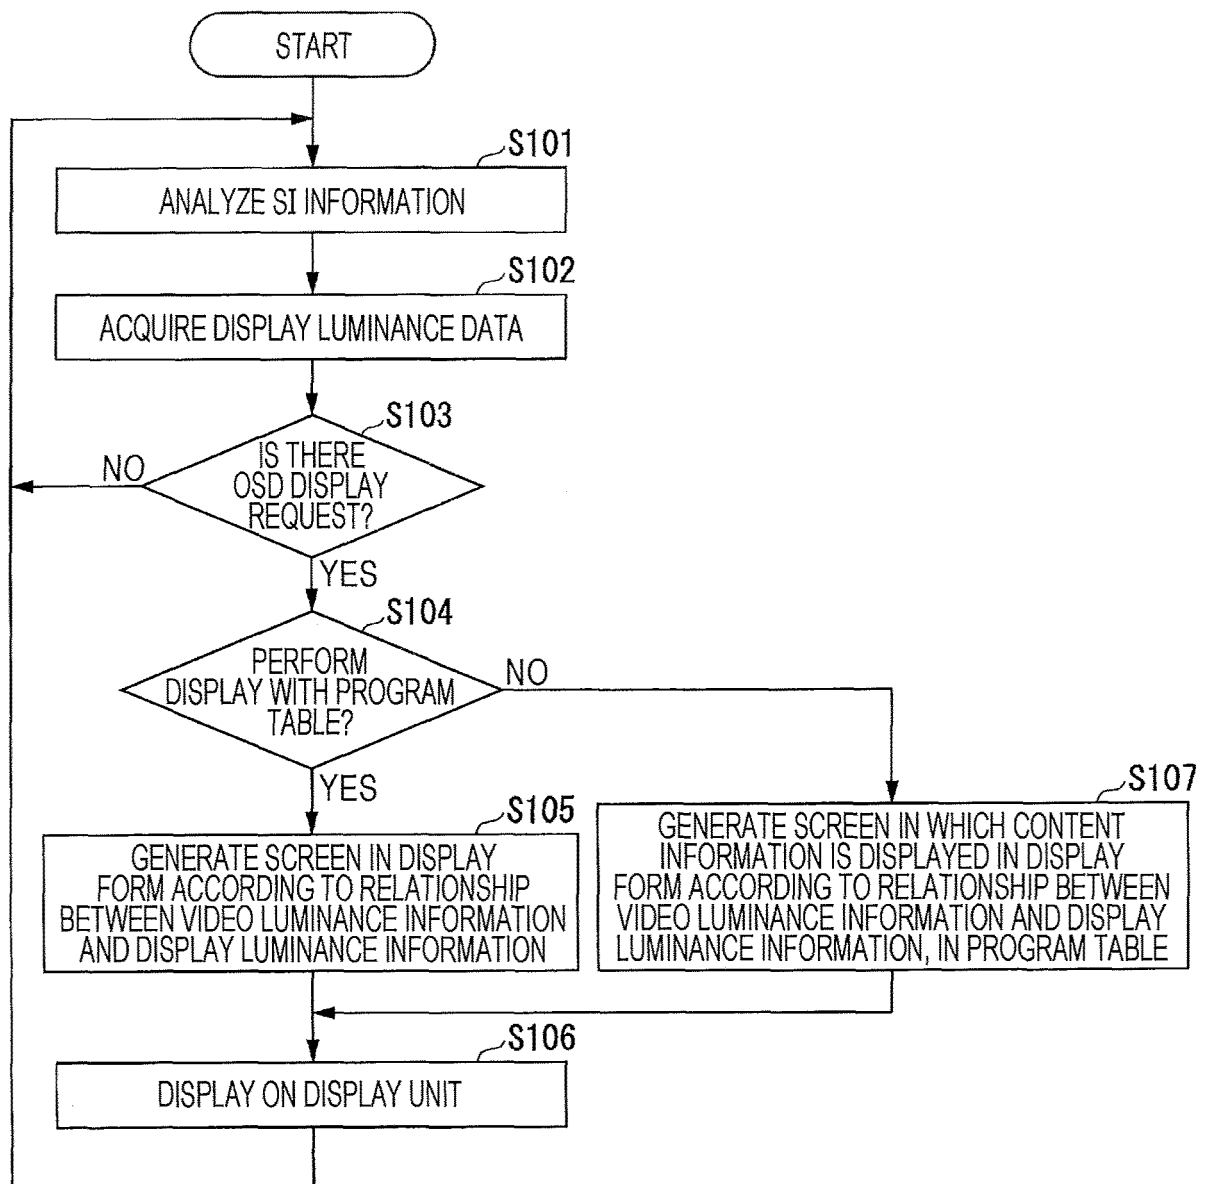 START
S101
ANALYZE SI INFORMATION
S102
ACQUIRE DISPLAY LUMINANCE DATA
S103
IS THERE
OSD DISPLAY
REQUEST?
NO
YES
S104
PERFORM
DISPLAY WITH PROGRAM
TABLE?
NO
YES
S105
GENERATE SCREEN IN DISPLAY
FORM ACCORDING TO RELATIONSHIP
BETWEEN VIDEO LUMINANCE INFORMATION
AND DISPLAY LUMINANCE INFORMATION
S107
GENERATE SCREEN IN WHICH CONTENT
INFORMATION IS DISPLAYED IN DISPLAY
FORM ACCORDING TO RELATIONSHIP BETWEEN
VIDEO LUMINANCE INFORMATION AND DISPLAY
LUMINANCE INFORMATION, IN PROGRAM TABLE
S106
DISPLAY ON DISPLAY UNIT